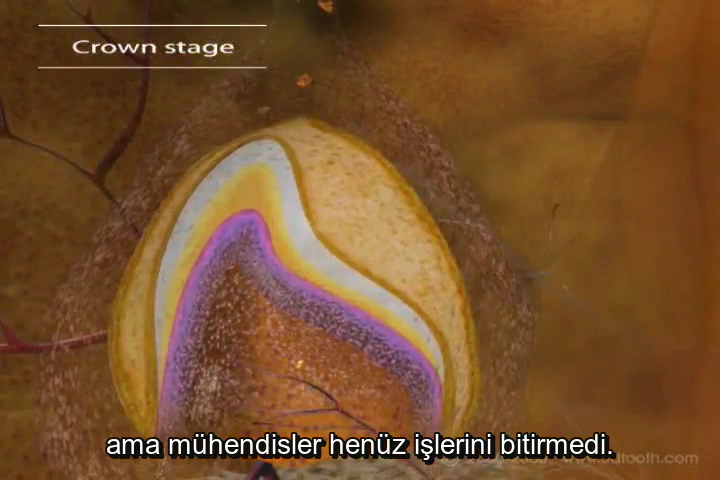 Crown stage
ama mühendisler henüz işlerini bitirmedi.